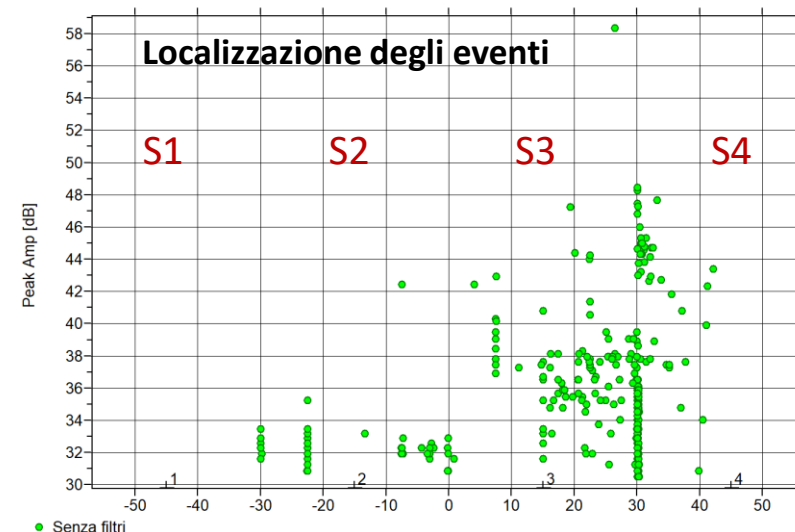 Localizzazione degli eventi
S1 S2 S3 S4
Peak Amp [dB]
58
56
54
52
50
48
46
44
42
40
38
36
34
32
30
1 2 3 4
-50 -40 -30 -20 -10 0 10 20 30 40 50
Senza filtri